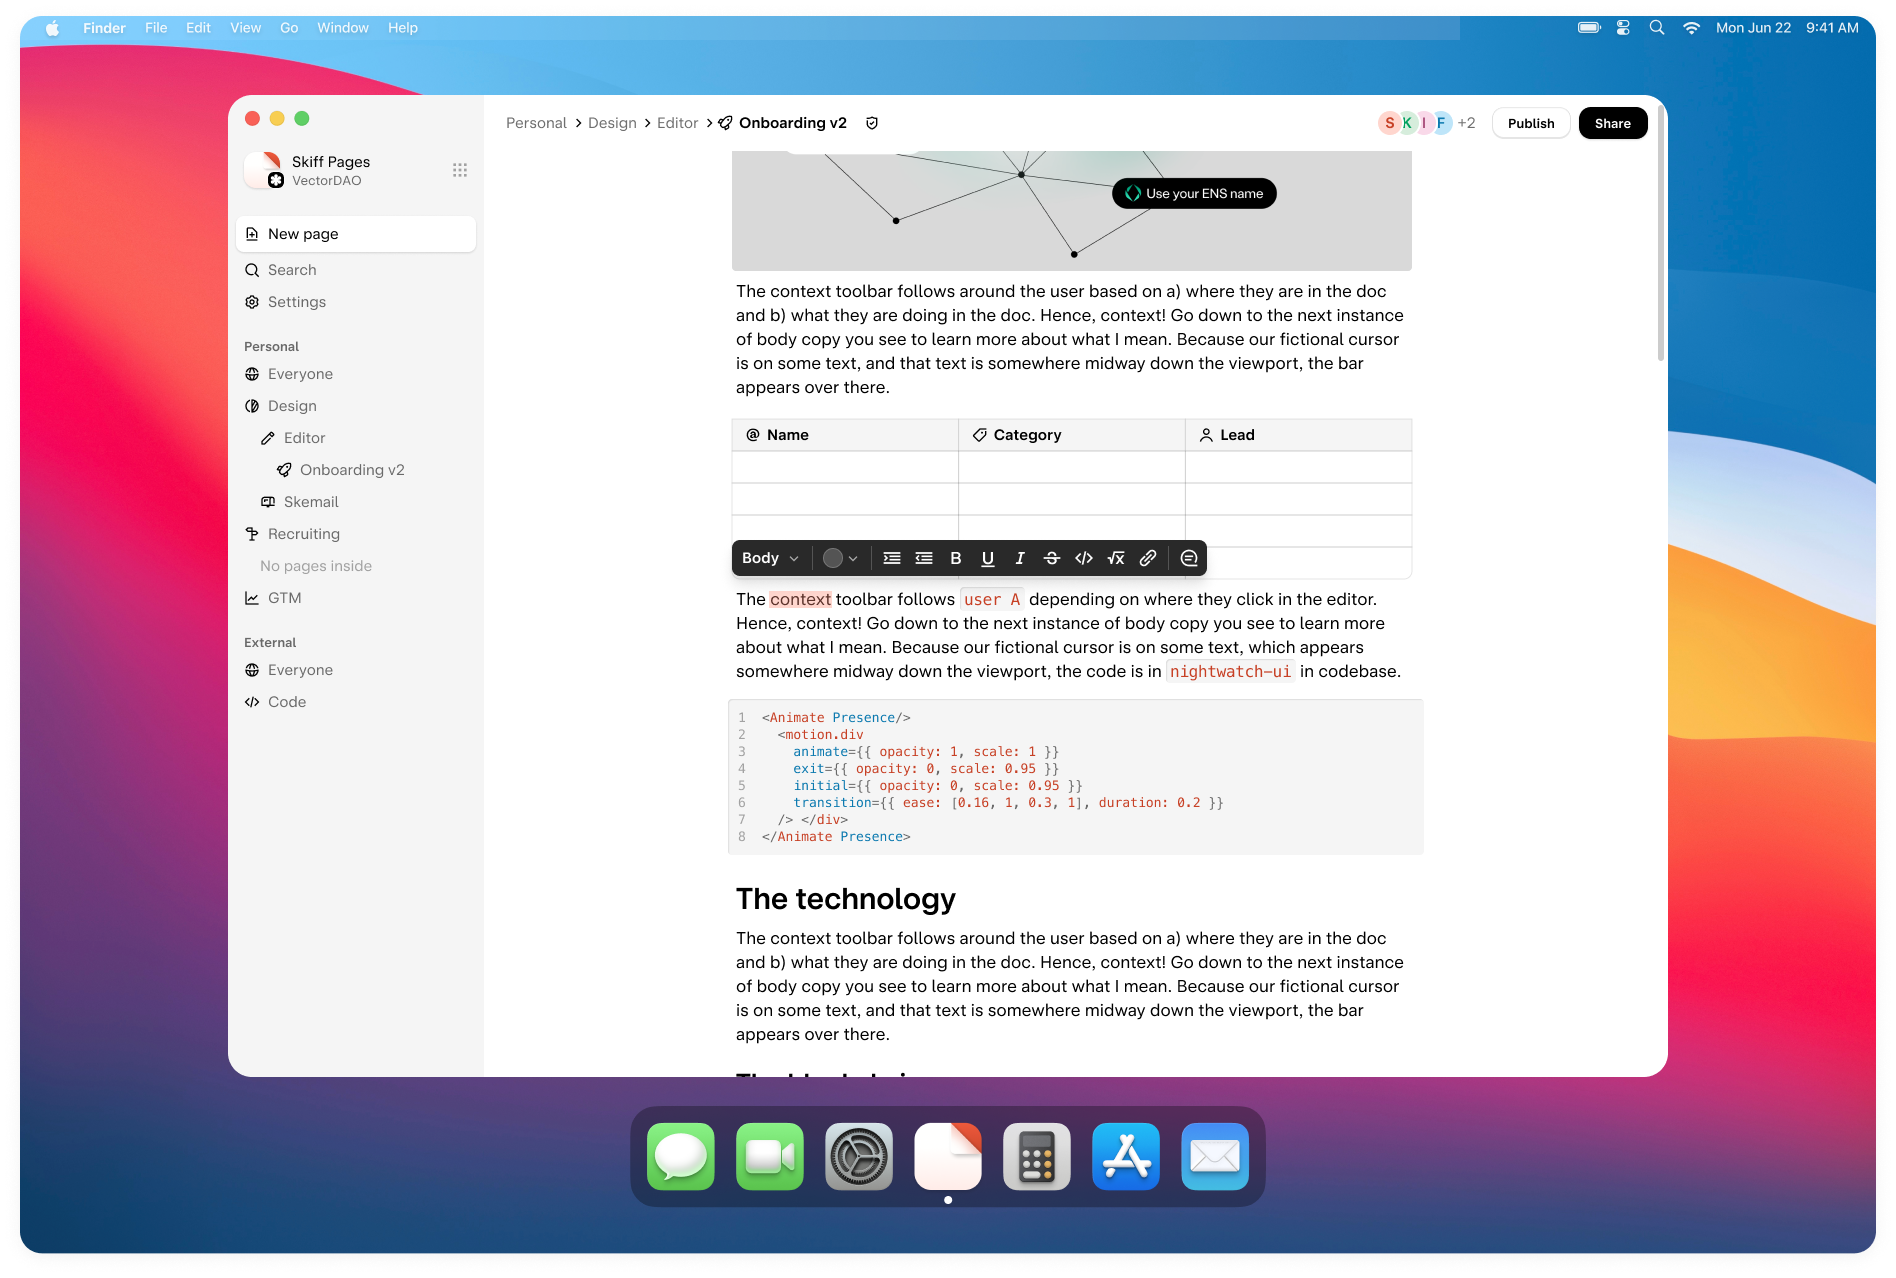 Finder File Edit View Go Window Help
Mon Jun 22 9:41 AM
Skiff Pages
VectorDAO
New page
Search
Settings
Personal
Everyone
Design
Editor
Onboarding v2
Skemail
Recruiting
No pages inside
GTM
External
Everyone
Code
Personal > Design > Editor > Onboarding v2
S K I F +2 Publish Share
Use your ENS name
The context toolbar follows around the user based on a) where they are in the doc
and b) what they are doing in the doc. Hence, context! Go down to the next instance
of body copy you see to learn more about what I mean. Because our fictional cursor
is on some text, and that text is somewhere midway down the viewport, the bar
appears over there.
@ Name Category Lead
Body B U I S </> √x
The context toolbar follows user A depending on where they click in the editor.
Hence, context! Go down to the next instance of body copy you see to learn more
about what I mean. Because our fictional cursor is on some text, which appears
somewhere midway down the viewport, the code is in nightwatch-ui in codebase.
1 <Animate Presence/>
2 <motion.div
3 animate={{ opacity: 1, scale: 1 }}
4 exit={{ opacity: 0, scale: 0.95 }}
5 initial={{ opacity: 0, scale: 0.95 }}
6 transition={{ ease: [0.16, 1, 0.3, 1], duration: 0.2 }}
7 /> </div>
8 </Animate Presence>
The technology
The context toolbar follows around the user based on a) where they are in the doc
and b) what they are doing in the doc. Hence, context! Go down to the next instance
of body copy you see to learn more about what I mean. Because our fictional cursor
is on some text, and that text is somewhere midway down the viewport, the bar
appears over there.